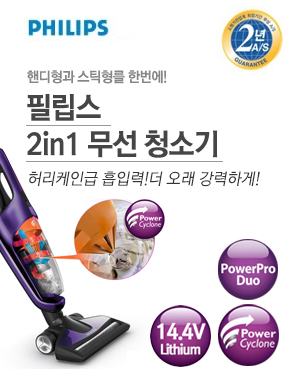 PHILIPS
2년
A/S
GUARANTEE
핸디형과 스틱형를 한번에!
필립스
2in1 무선 청소기
허리케인급 흡입력!더 오래 강력하게!
Power
Cyclone
PowerPro
Duo
14.4V
Lithium
Power
Cyclone